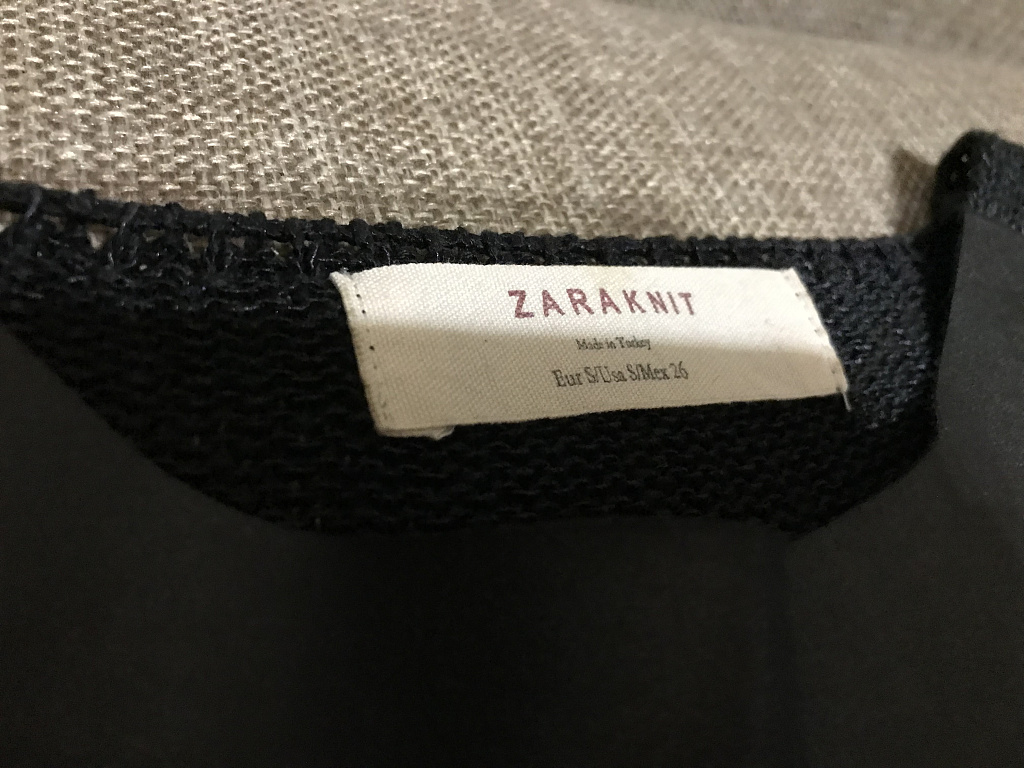 ZARAKNIT
Made in Turkey
Eur S/Usa S/Mex 26